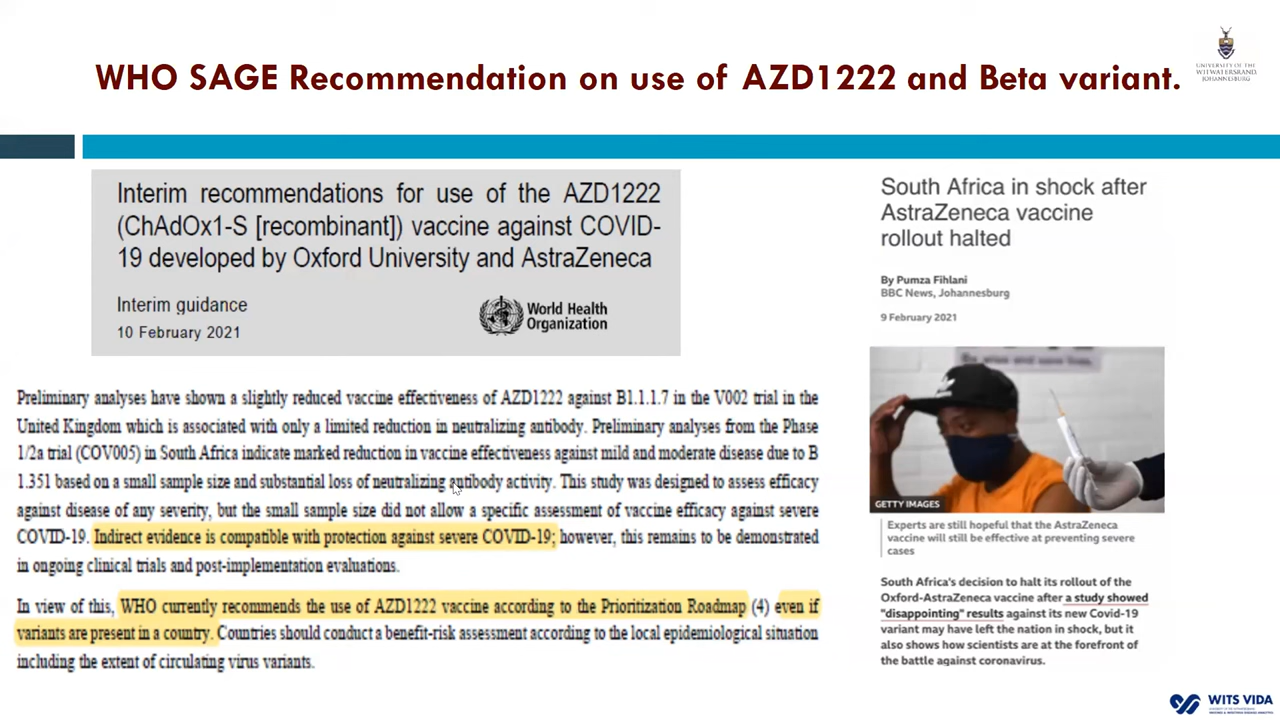 WHO SAGE Recommendation on use of AZD1222 and Beta variant.
UNIVERSITY OF THE
WITWATERSRAND,
JOHANNESBURG
Interim recommendations for use of the AZD1222
(ChAdOx1-S [recombinant]) vaccine against COVID-
19 developed by Oxford University and AstraZeneca
Interim guidance
10 February 2021
World Health
Organization
Preliminary analyses have shown a slightly reduced vaccine effectiveness of AZD1222 against B1.1.1.7 in the V002 trial in the
United Kingdom which is associated with only a limited reduction in neutralizing antibody. Preliminary analyses from the Phase
1/2a trial (COV005) in South Africa indicate marked reduction in vaccine effectiveness against mild and moderate disease due to B
1.351 based on a small sample size and substantial loss of neutralizing antibody activity. This study was designed to assess efficacy
against disease of any severity, but the small sample size did not allow a specific assessment of vaccine efficacy against severe
COVID-19. Indirect evidence is compatible with protection against severe COVID-19; however, this remains to be demonstrated
in ongoing clinical trials and post-implementation evaluations.
In view of this, WHO currently recommends the use of AZD1222 vaccine according to the Prioritization Roadmap (4) even if
variants are present in a country. Countries should conduct a benefit-risk assessment according to the local epidemiological situation
including the extent of circulating virus variants.
South Africa in shock after
AstraZeneca vaccine
rollout halted
By Pumza Fihlani
BBC News, Johannesburg
9 February 2021
GETTY IMAGES
Experts are still hopeful that the AstraZeneca
vaccine will still be effective at preventing severe
cases
South Africa's decision to halt its rollout of the
Oxford-AstraZeneca vaccine after a study showed
"disappointing" results against its new Covid-19
variant may have left the nation in shock, but it
also shows how scientists are at the forefront of
the battle against coronavirus.
WITS VIDA